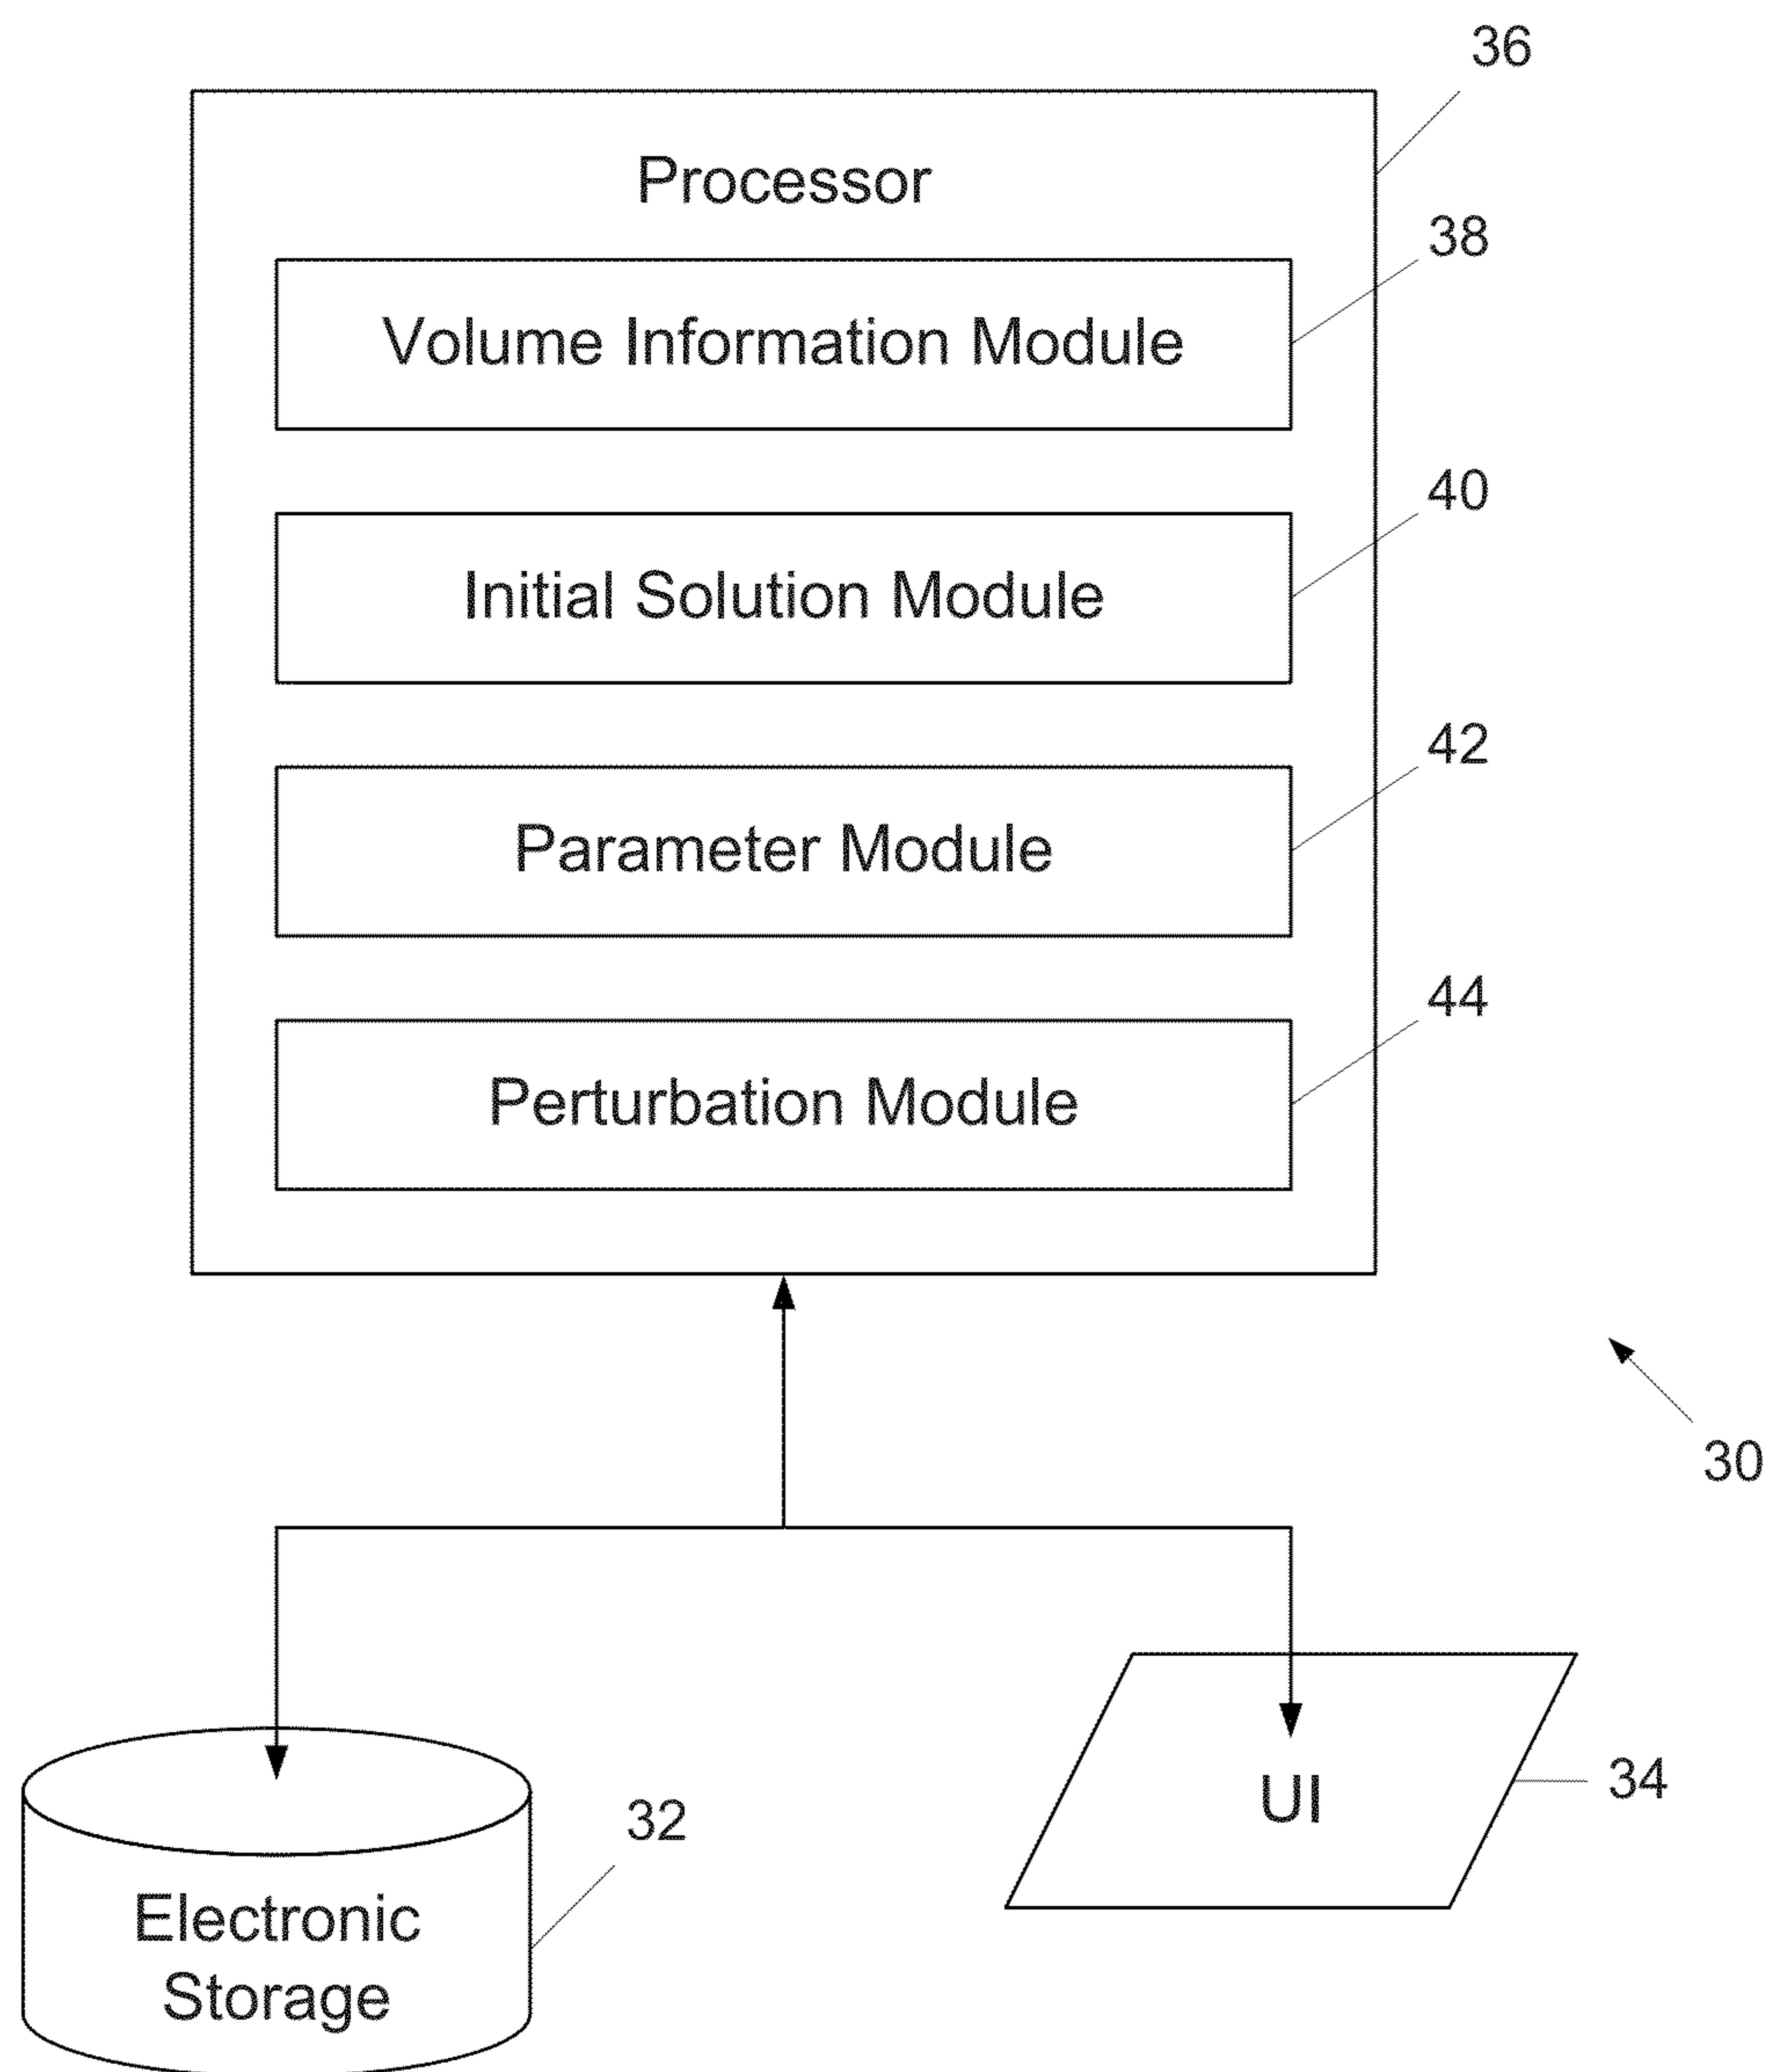 36
Processor
38
Volume Information Module
40
Initial Solution Module
42
Parameter Module
44
Perturbation Module
30
32
34
UI
Electronic
Storage